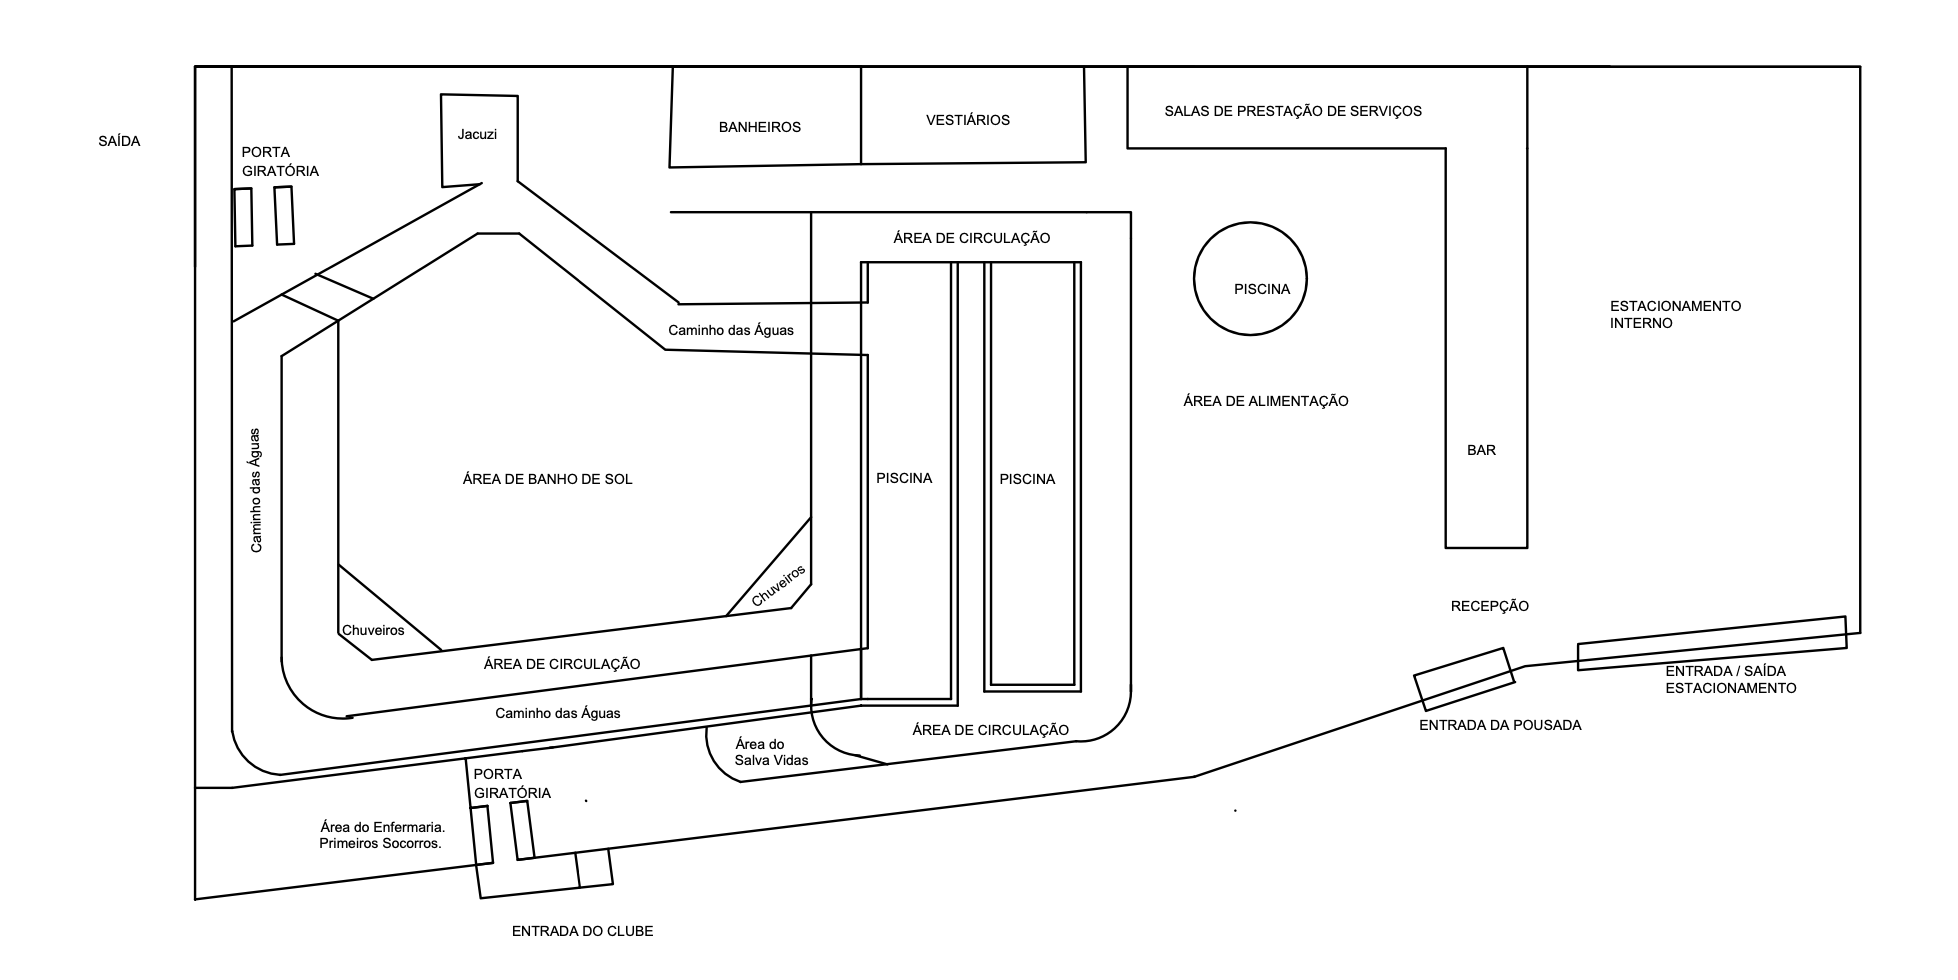 SALAS DE PRESTAÇÃO DE SERVIÇOS
VESTIÁRIOS
BANHEIROS
Jacuzi
SAÍDA
PORTA
GIRATÓRIA
ÁREA DE CIRCULAÇÃO
PISCINA
ESTACIONAMENTO
INTERNO
Caminho das Águas
ÁREA DE ALIMENTAÇÃO
BAR
Caminho das Águas
ÁREA DE BANHO DE SOL
PISCINA
PISCINA
Chuveiros
Chuveiros
RECEPÇÃO
ÁREA DE CIRCULAÇÃO
ENTRADA / SAÍDA
ESTACIONAMENTO
Caminho das Águas
ENTRADA DA POUSADA
ÁREA DE CIRCULAÇÃO
Área do
Salva Vidas
PORTA
GIRATÓRIA
Área do Enfermaria.
Primeiros Socorros.
ENTRADA DO CLUBE